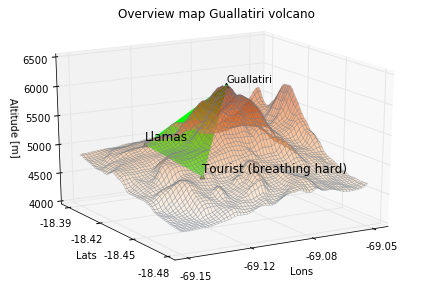 Overview map Guallatiri volcano
6500
6000
5500
5000
4500
4000
Altitude [m]
Guallatiri
Llamas
Tourist (breathing hard)
-18.39
-18.42
-18.45
-18.48
Lats
-69.15
-69.12
-69.08
-69.05
Lons